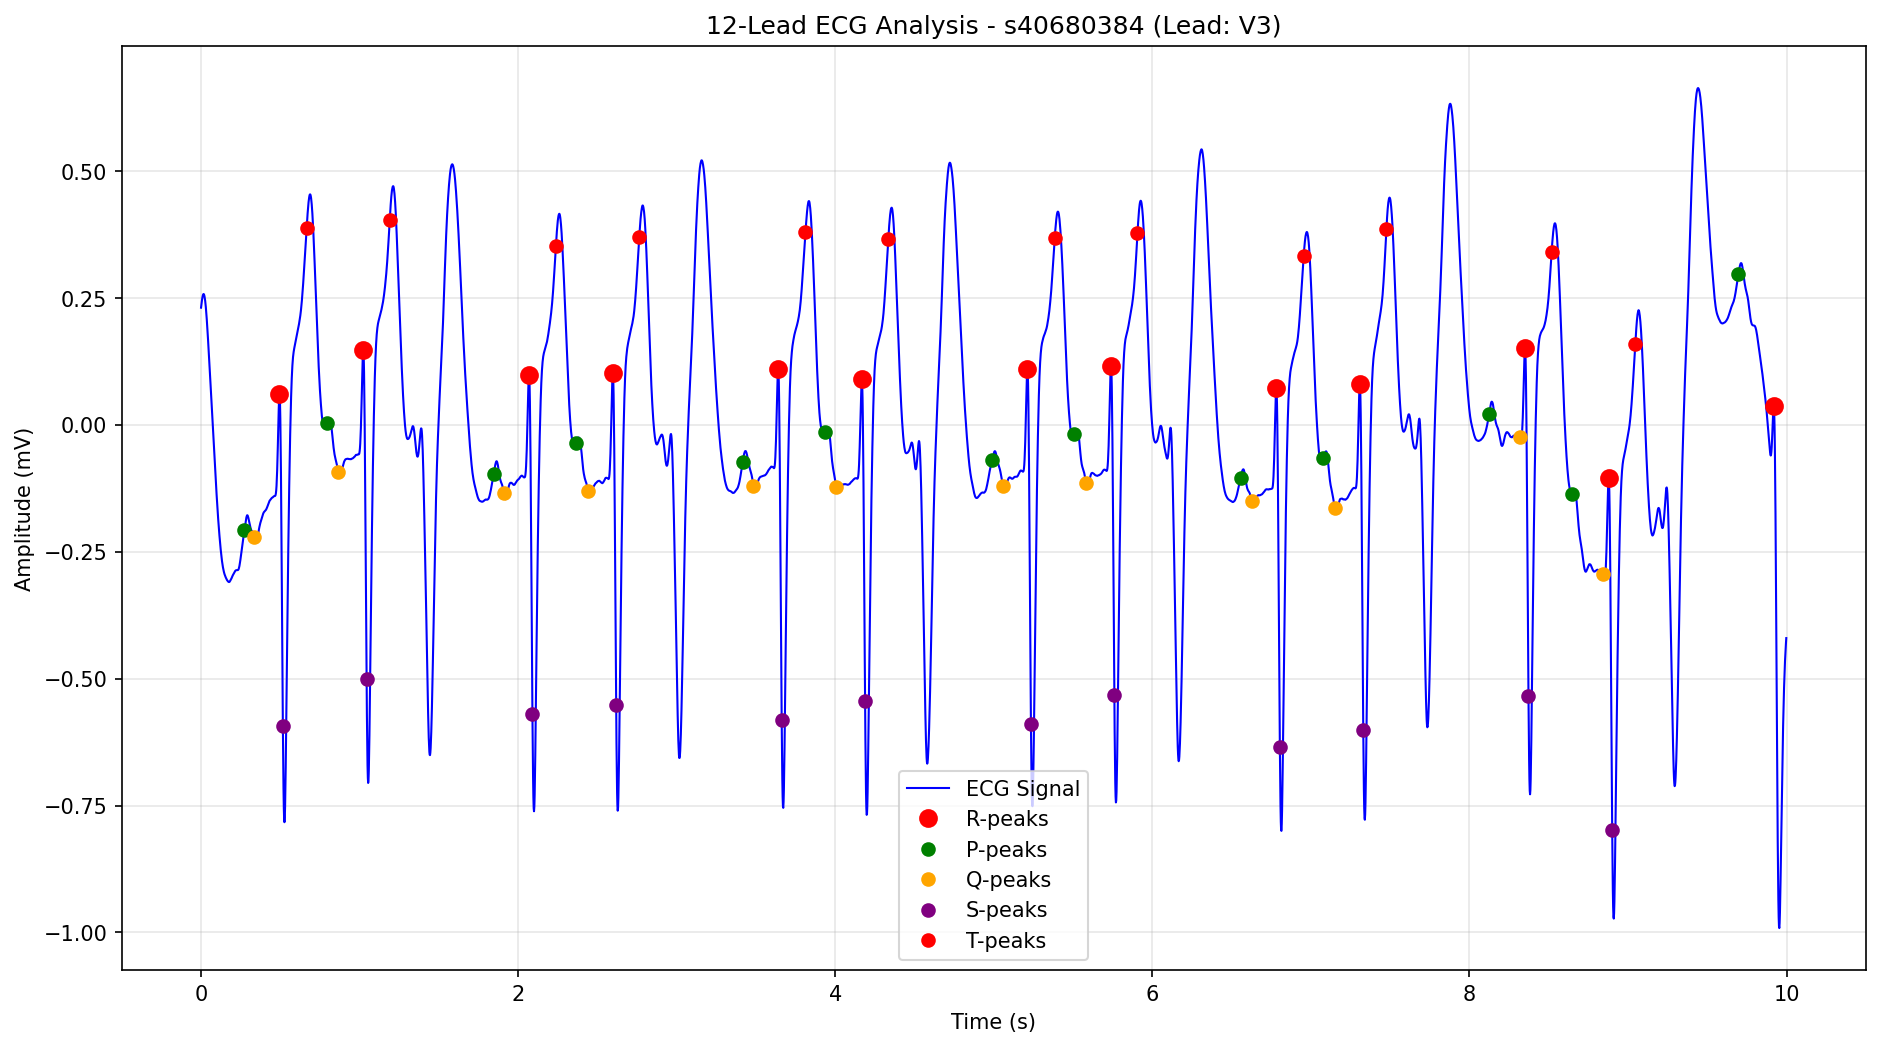 12-Lead ECG Analysis - s40680384 (Lead: V3)
Amplitude (mV)
0.50
0.25
0.00
−0.25
−0.50
−0.75
−1.00
ECG Signal
R-peaks
P-peaks
Q-peaks
S-peaks
T-peaks
0 2 4 6 8 10
Time (s)